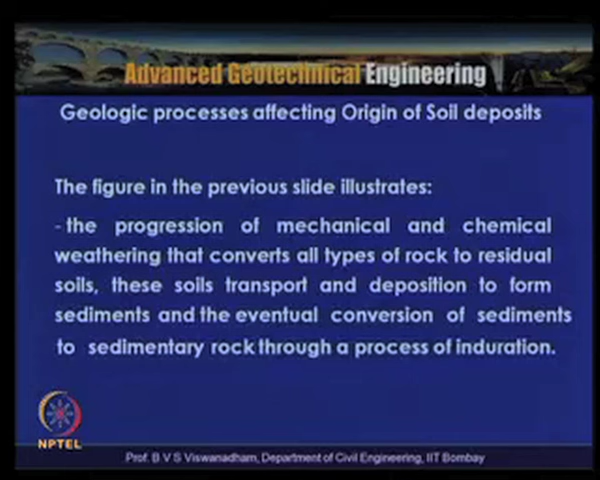 Advanced Geotechnical Engineering
Geologic processes affecting Origin of Soil deposits
The figure in the previous slide illustrates:
- the progression of mechanical and chemical
weathering that converts all types of rock to residual
soils, these soils transport and deposition to form
sediments and the eventual conversion of sediments
to sedimentary rock through a process of induration.
NPTEL
Prof. B V S Viswanadham, Department of Civil Engineering, IIT Bombay